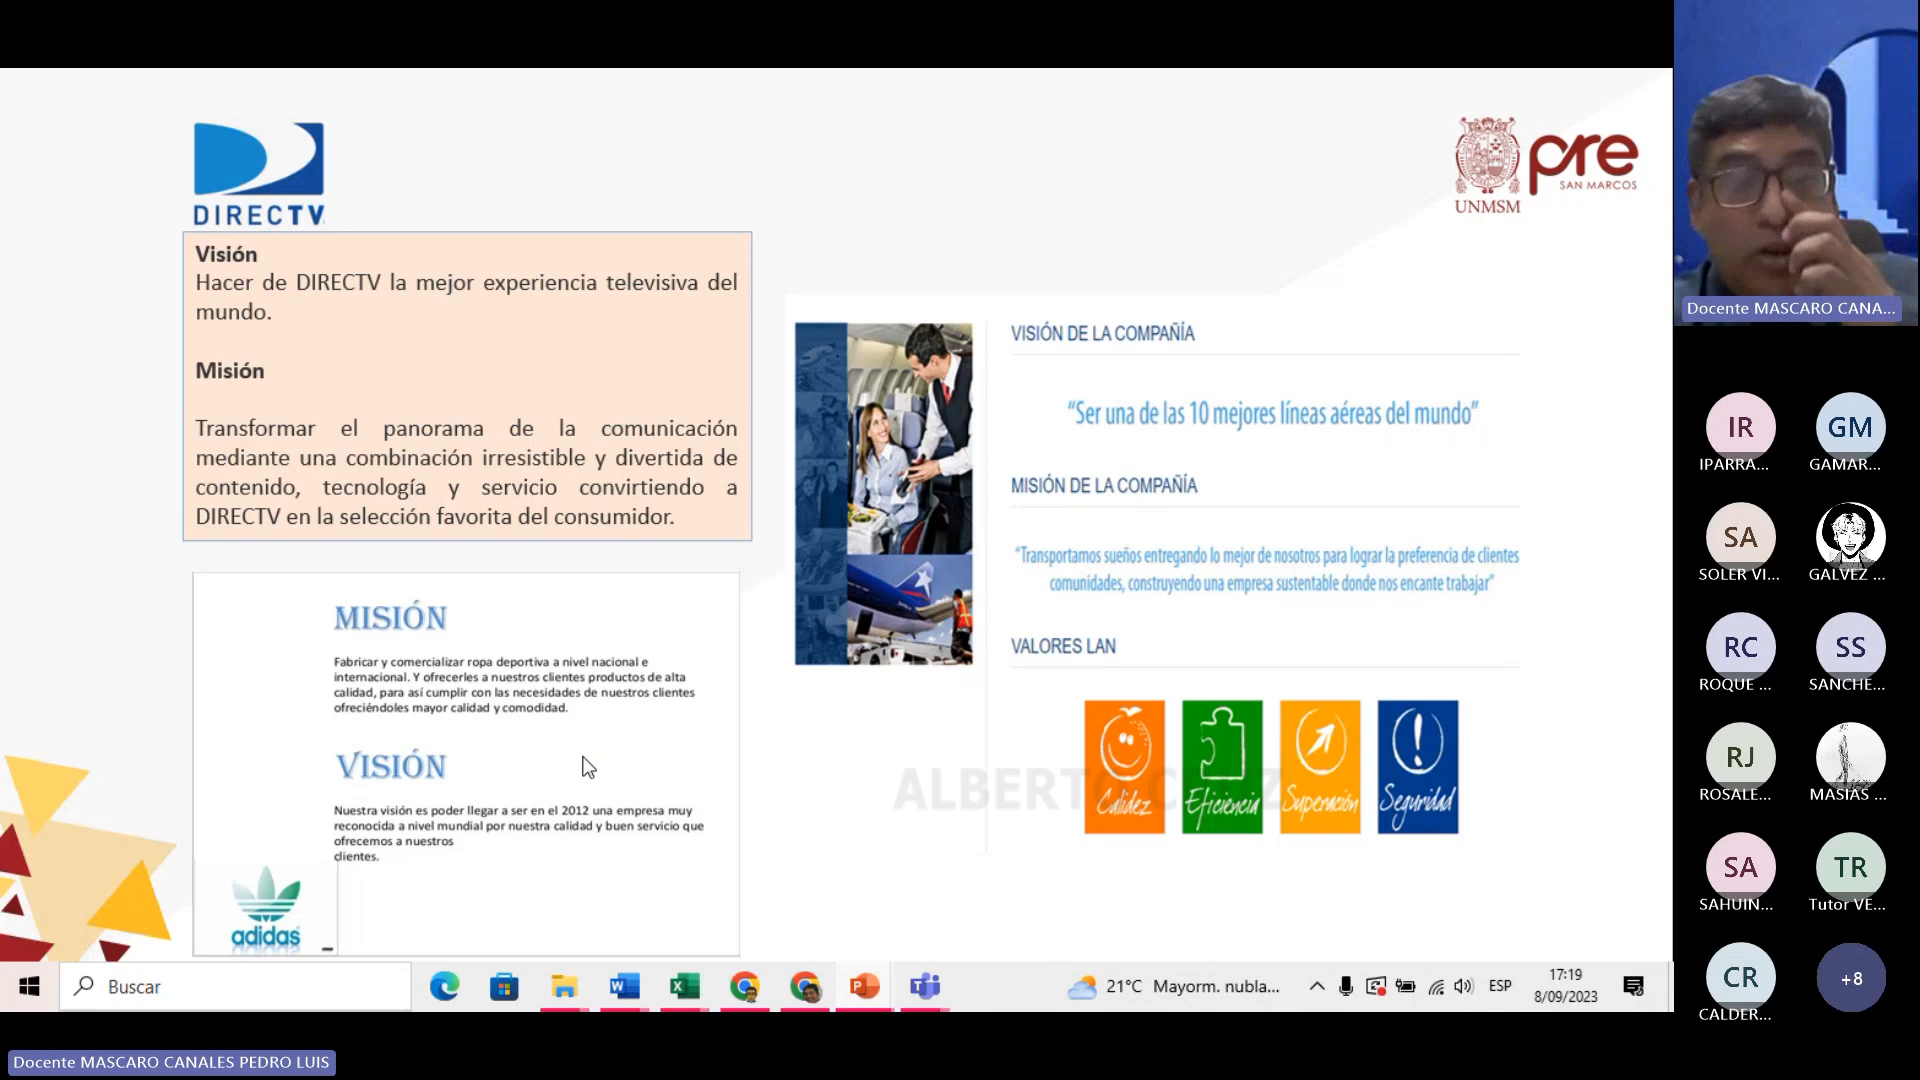 DIRECTV
UNMSM
pre
SAN MARCOS
Visión
Hacer de DIRECTV la mejor experiencia televisiva del
mundo.
Misión
Transformar el panorama de la comunicación
mediante una combinación irresistible y divertida de
contenido, tecnología y servicio convirtiendo a
DIRECTV en la selección favorita del consumidor.
MISIÓN
Fabricar y comercializar ropa deportiva a nivel nacional e
internacional. Y ofrecerles a nuestros clientes productos de alta
calidad, para así cumplir con las necesidades de nuestros clientes
ofreciéndoles mayor calidad y comodidad.
VISIÓN
Nuestra visión es poder llegar a ser en el 2012 una empresa muy
reconocida a nivel mundial por nuestra calidad y buen servicio que
ofrecemos a nuestros
clientes.
adidas
VISIÓN DE LA COMPAÑÍA
“Ser una de las 10 mejores líneas aéreas del mundo”
MISIÓN DE LA COMPAÑÍA
“Transportamos sueños entregando lo mejor de nosotros para lograr la preferencia de clientes
comunidades, construyendo una empresa sustentable donde nos encante trabajar”
VALORES LAN
Calidez
Eficiencia
Superación
Seguridad
ALBERTO CRUZ
Docente MASCARO CANA...
IR
IPARRA...
GM
GAMAR...
SA
SOLER VI...
GALVEZ ...
RC
ROQUE ...
SS
SANCHE...
RJ
ROSALE...
MASIAS ...
SA
SAHUIN...
TR
Tutor VE...
CR
CALDER...
+8
Buscar
21°C Mayorm. nubla...
ESP
17:19
8/09/2023
Docente MASCARO CANALES PEDRO LUIS